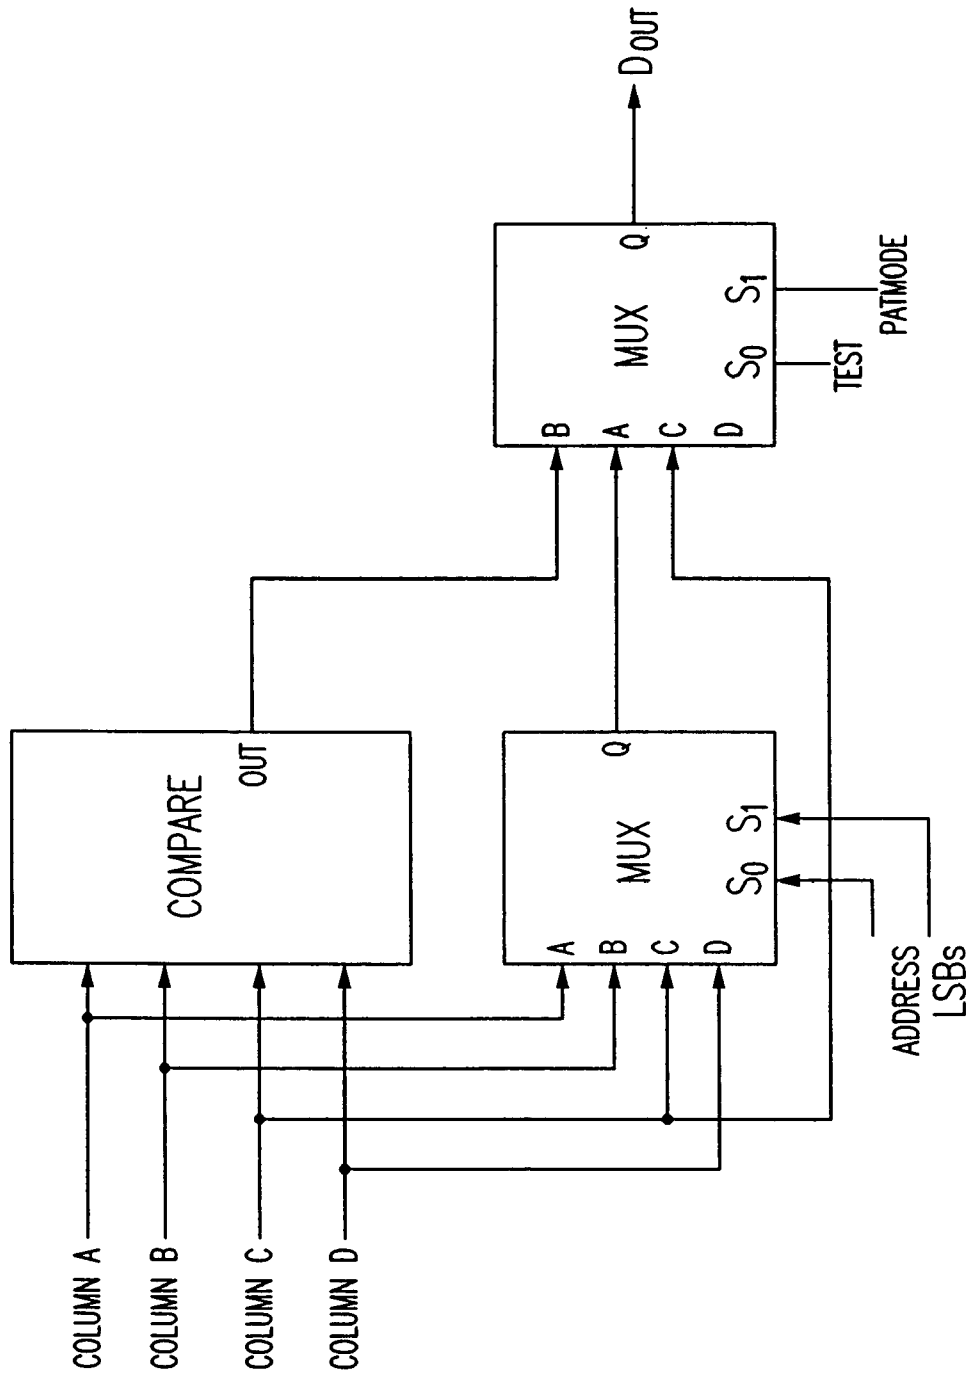 COLUMN A
COLUMN B
COLUMN C
COLUMN D
COMPARE
OUT
A
B
C
D
MUX
Q
S0
S1
ADDRESS
LSBs
B
A
C
D
MUX
Q
S0
S1
TEST
PATMODE
DOUT